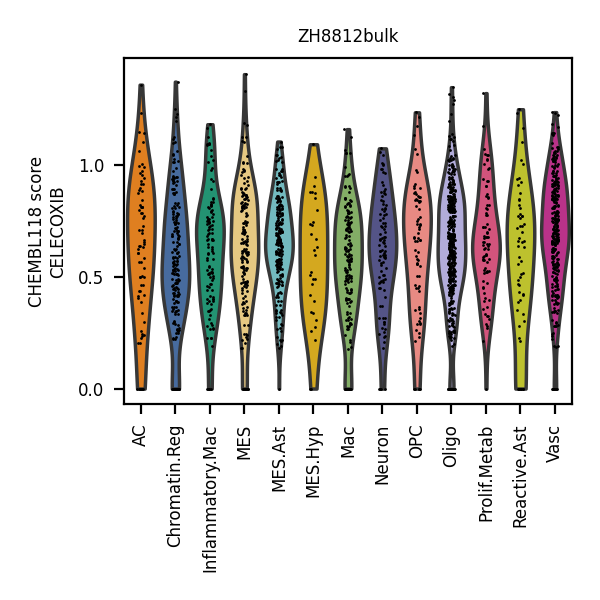 ZH8812bulk
CHEMBL118 score
CELECOXIB
1.0
0.5
0.0
AC
Chromatin.Reg
Inflammatory.Mac
MES
MES.Ast
MES.Hyp
Mac
Neuron
OPC
Oligo
Prolif.Metab
Reactive.Ast
Vasc